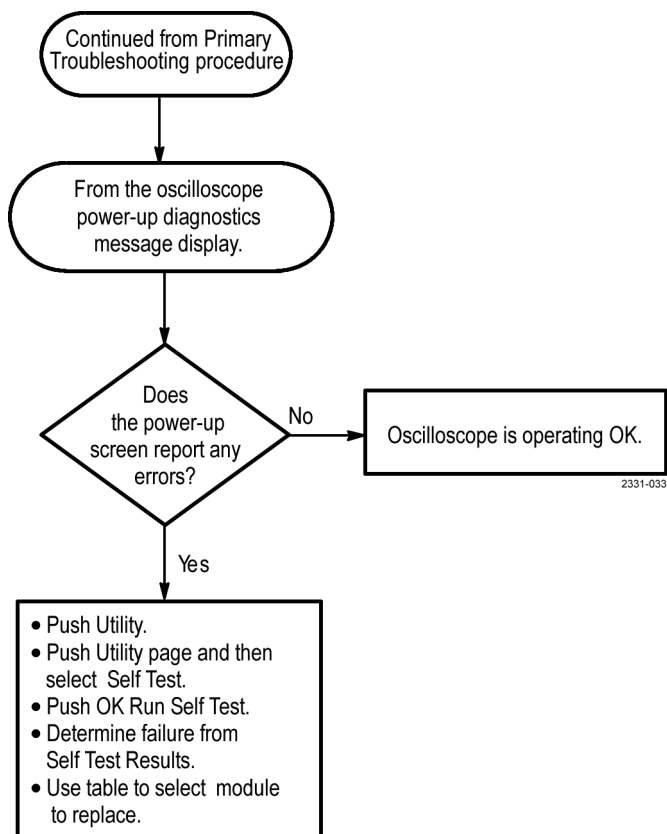 Continued from Primary
Troubleshooting procedure
From the oscilloscope
power-up diagnostics
message display.
Does
the power-up
screen report any
errors?
No
Oscilloscope is operating OK.
2331-033
Yes
• Push Utility.
• Push Utility page and then
select Self Test.
• Push OK Run Self Test.
• Determine failure from
Self Test Results.
• Use table to select module
to replace.